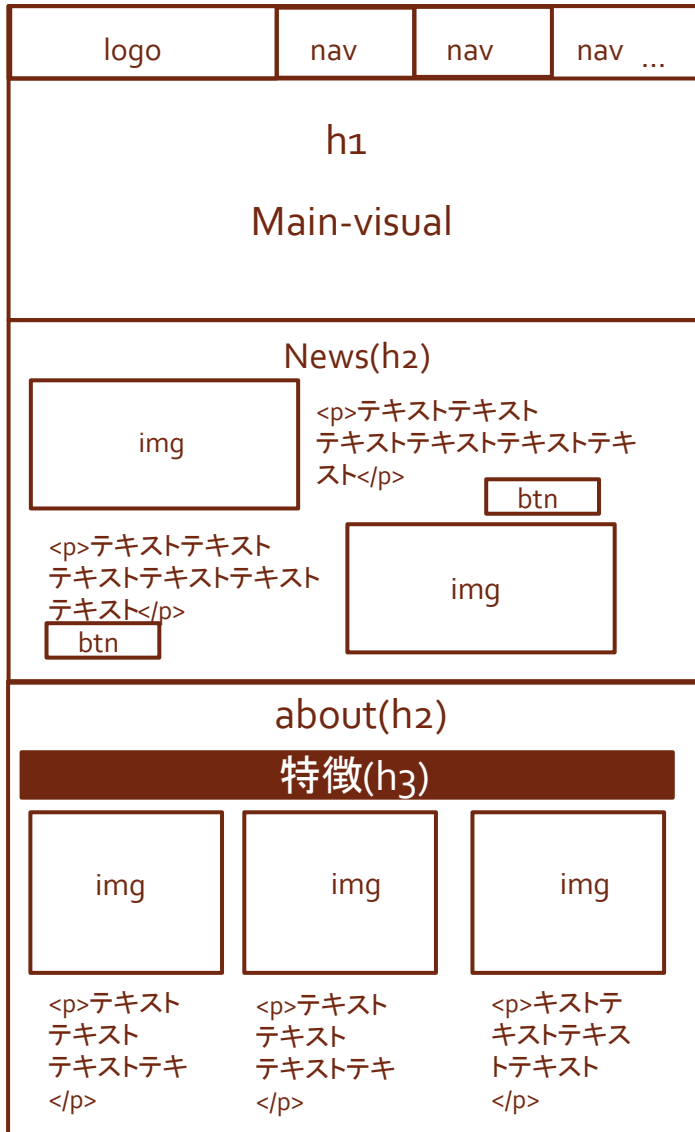 logo
nav
nav
nav ...
h1
Main-visual
News(h2)
img
<p>テキストテキスト
テキストテキストテキストテキ
スト</p>
btn
<p>テキストテキスト
テキストテキストテキスト
テキスト</p>
btn
img
about(h2)
特徴(h3)
img
img
img
<p>テキスト
テキスト
テキストテキ
</p>
<p>テキスト
テキスト
テキストテキ
</p>
<p>キストテ
キストテキス
トテキスト
</p>